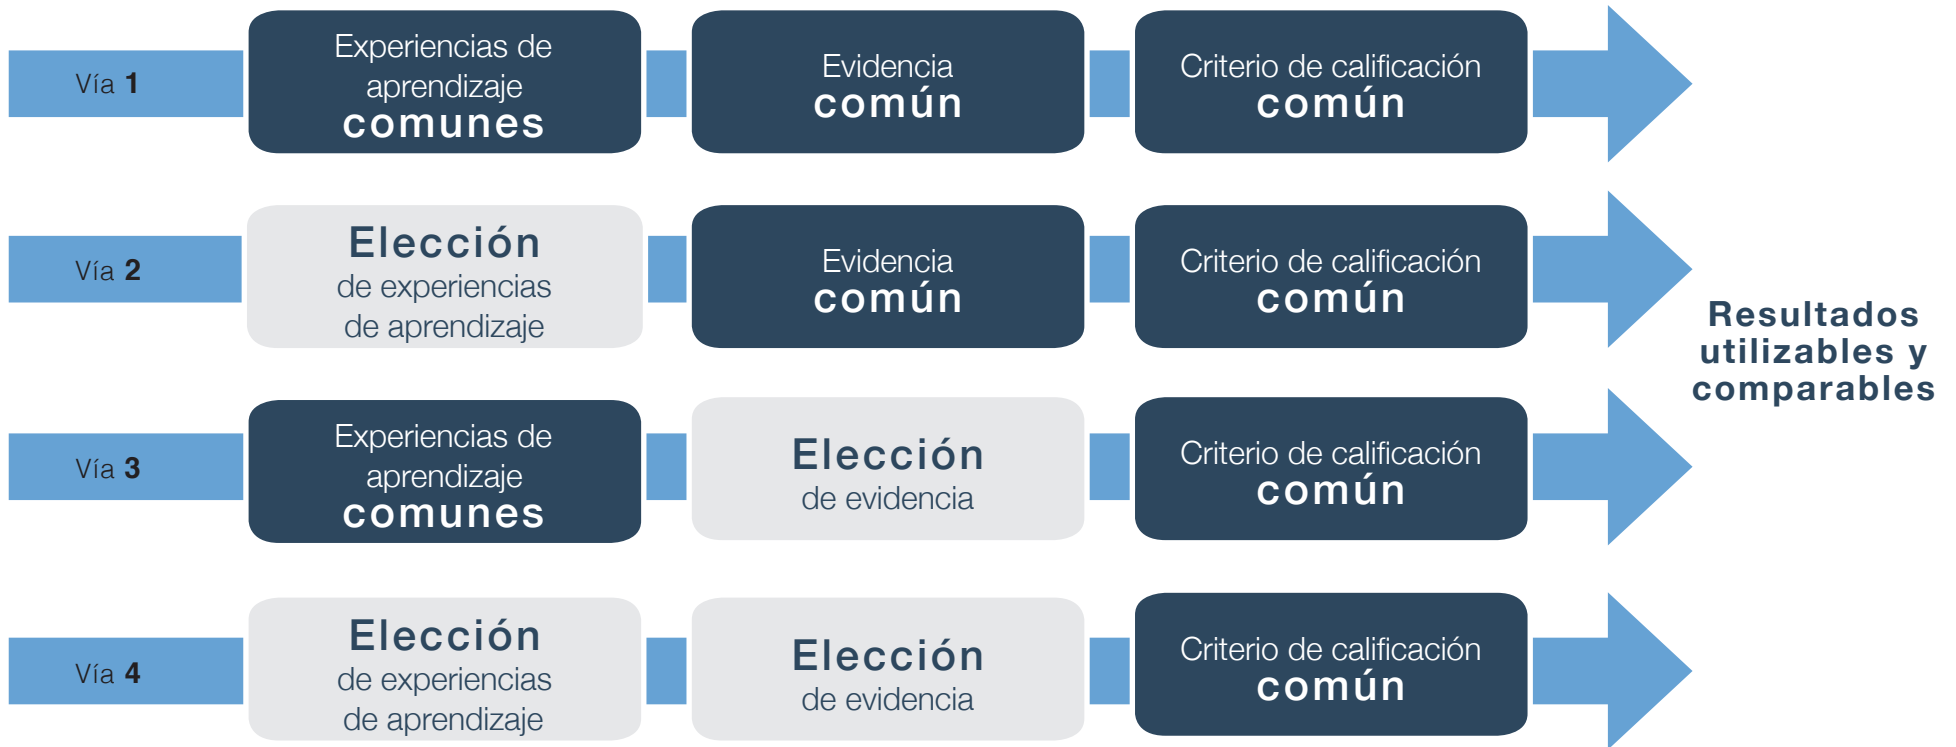 Vía 1
Experiencias de
aprendizaje
comunes
Evidencia
común
Criterio de calificación
común
Vía 2
Elección
de experiencias
de aprendizaje
Evidencia
común
Criterio de calificación
común
Vía 3
Experiencias de
aprendizaje
comunes
Elección
de evidencia
Criterio de calificación
común
Vía 4
Elección
de experiencias
de aprendizaje
Elección
de evidencia
Criterio de calificación
común
Resultados
utilizables y
comparables